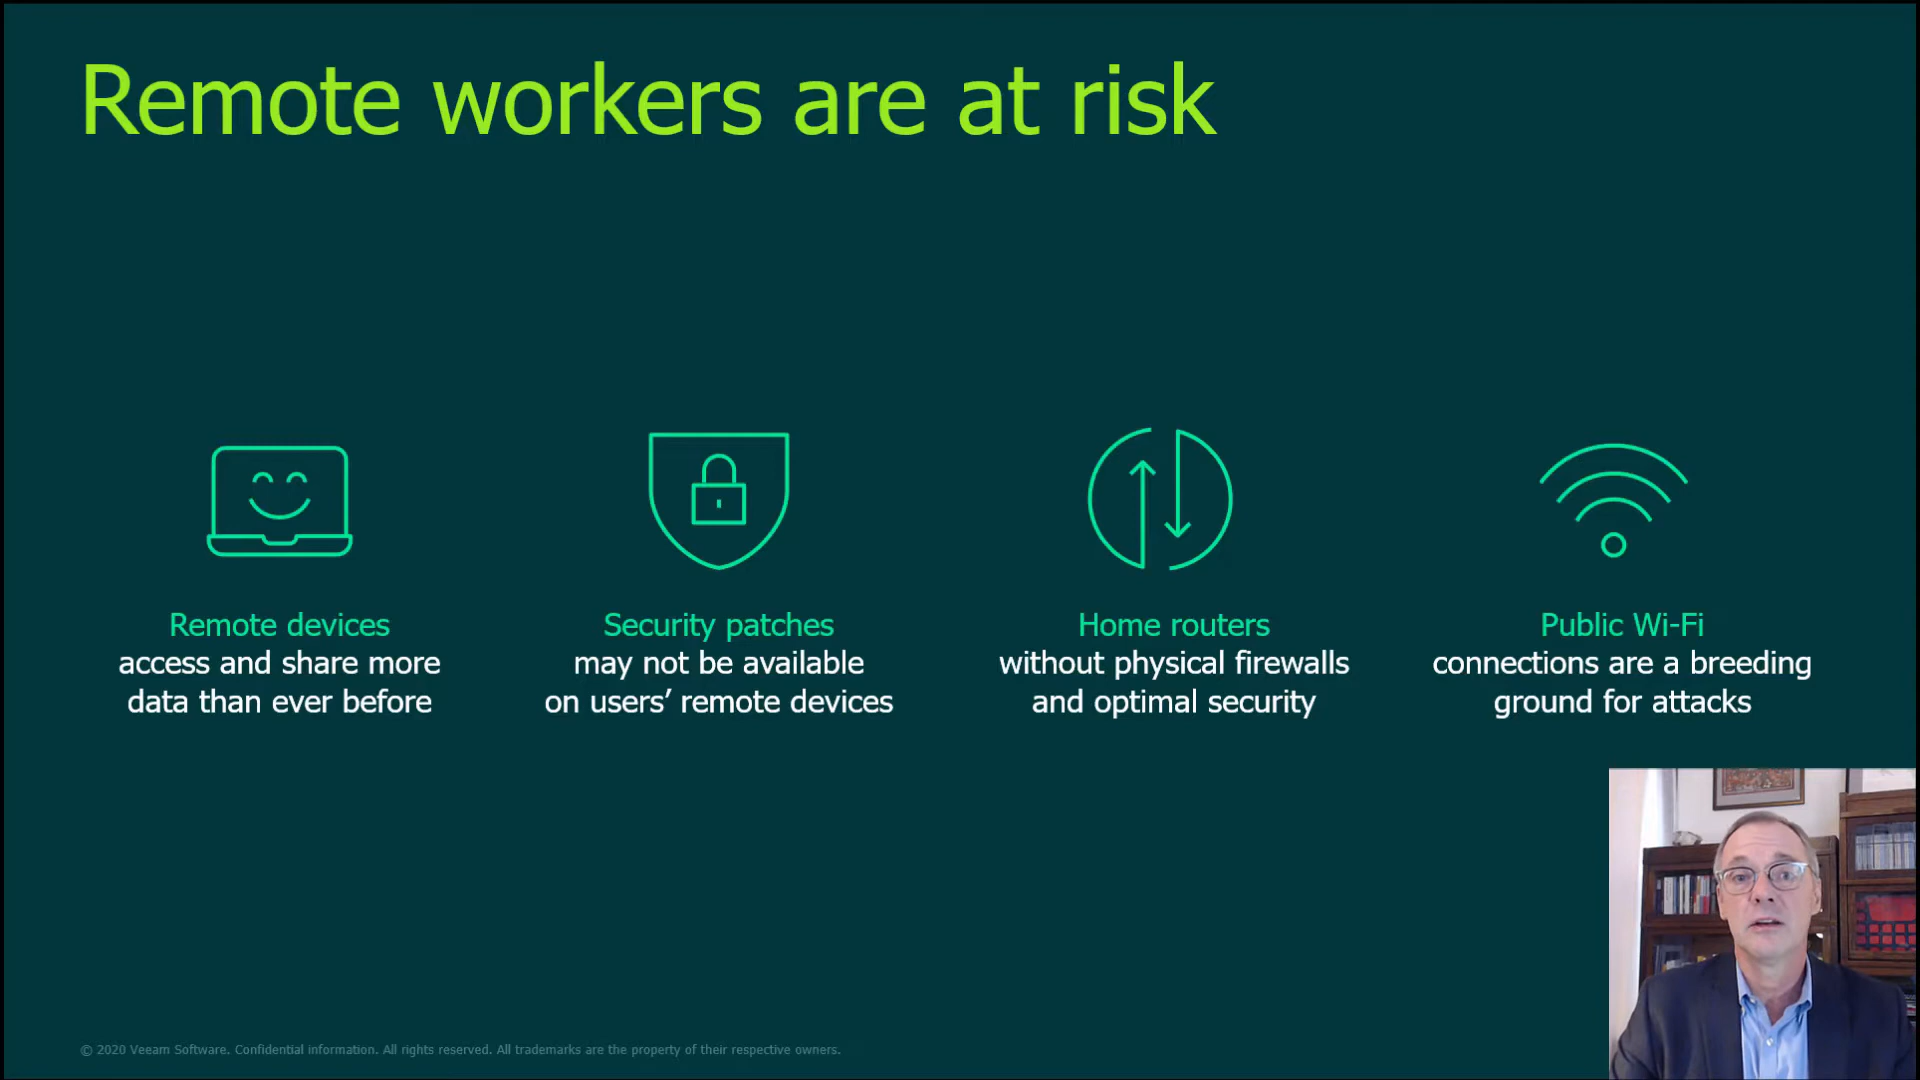 Remote workers are at risk
Remote devices
access and share more
data than ever before
Security patches
may not be available
on users’ remote devices
Home routers
without physical firewalls
and optimal security
Public Wi-Fi
connections are a breeding
ground for attacks
© 2020 Veeam Software. Confidential information. All rights reserved. All trademarks are the property of their respective owners.